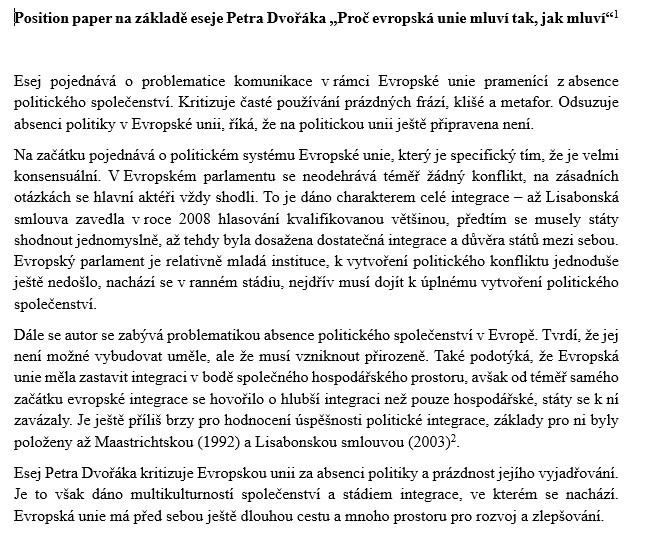 Position paper na základě eseje Petra Dvořáka „Proč evropská unie mluví tak, jak mluví“1
Esej pojednává o problematice komunikace v rámci Evropské unie pramenící z absence
politického společenství. Kritizuje časté používání prázdných frází, klišé a metafor. Odsuzuje
absenci politiky v Evropské unii, říká, že na politickou unii ještě připravena není.
Na začátku pojednává o politickém systému Evropské unie, který je specifický tím, že je velmi
konsensuální. V Evropském parlamentu se neodehrává téměř žádný konflikt, na zásadních
otázkách se hlavní aktéři vždy shodli. To je dáno charakterem celé integrace – až Lisabonská
smlouva zavedla v roce 2008 hlasování kvalifikovanou většinou, předtím se musely státy
shodnout jednomyslně, až tehdy byla dosažena dostatečná integrace a důvěra států mezi sebou.
Evropský parlament je relativně mladá instituce, k vytvoření politického konfliktu jednoduše
ještě nedošlo, nachází se v ranném stádiu, nejdřív musí dojít k úplnému vytvoření politického
společenství.
Dále se autor se zabývá problematikou absence politického společenství v Evropě. Tvrdí, že jej
není možné vybudovat uměle, ale že musí vzniknout přirozeně. Také podotýká, že Evropská
unie měla zastavit integraci v bodě společného hospodářského prostoru, avšak od téměř samého
začátku evropské integrace se hovořilo o hlubší integraci než pouze hospodářské, státy se k ní
zavázaly. Je ještě příliš brzy pro hodnocení úspěšnosti politické integrace, základy pro ni byly
položeny až Maastrichtskou (1992) a Lisabonskou smlouvou (2003)2.
Esej Petra Dvořáka kritizuje Evropskou unii za absenci politiky a prázdnost jejího vyjadřování.
Je to však dáno multikulturností společenství a stádiem integrace, ve kterém se nachází.
Evropská unie má před sebou ještě dlouhou cestu a mnoho prostoru pro rozvoj a zlepšování.